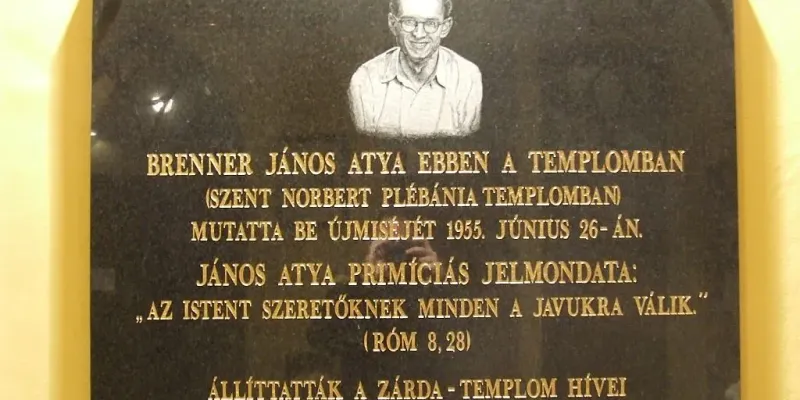 BRENNER JÁNOS ATYA EBBEN A TEMPLOMBAN
(SZENT NORBERT PLÉBÁNIA TEMPLOMBAN)
MUTATTA BE ÚJMISÉJÉT 1955. JÚNIUS 26-ÁN.
JÁNOS ATYA PRIMÍCIÁS JELMONDATA:
„AZ ISTENT SZERETŐKNEK MINDEN A JAVUKRA VÁLIK."
(RÓM 8,28)
ÁLLÍTTATTÁK A ZÁRDA-TEMPLOM HÍVEI